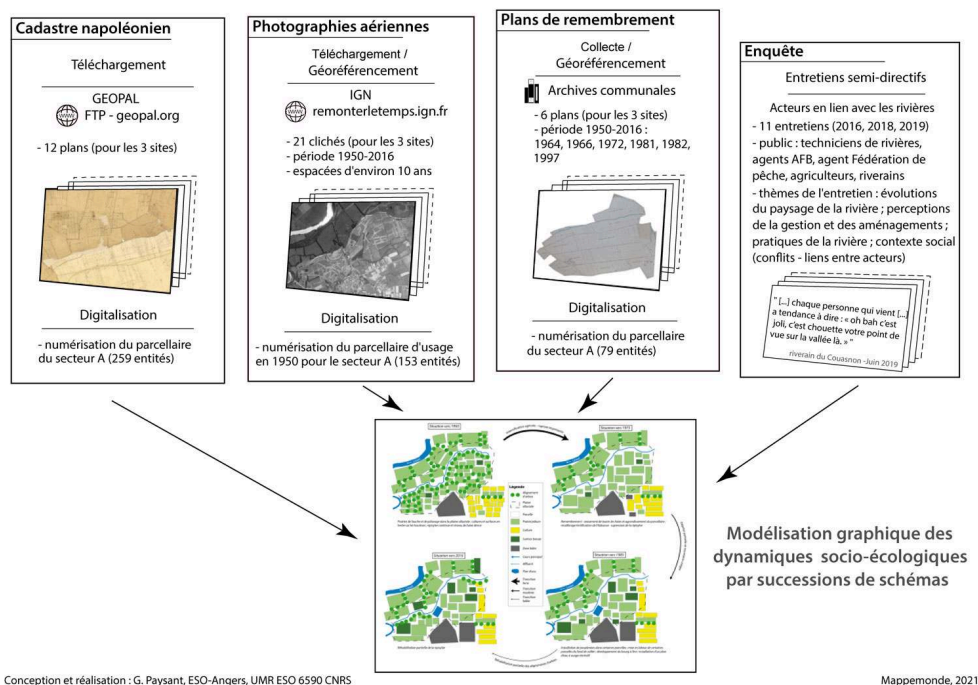 Cadastre napoléonien
Téléchargement
GEOPAL
FTP - geopal.org
- 12 plans (pour les 3 sites)
Digitalisation
- numérisation du parcellaire
du secteur A (259 entités)
Photographies aériennes
Téléchargement /
Géoréférencement
IGN
remonterletemps.ign.fr
- 21 clichés (pour les 3 sites)
- période 1950-2016
- espacées d'environ 10 ans
Digitalisation
- numérisation du parcellaire d'usage
en 1950 pour le secteur A (153 entités)
Plans de remembrement
Collecte /
Géoréférencement
Archives communales
- 6 plans (pour les 3 sites)
- période 1950-2016 :
1964, 1966, 1972, 1981, 1982,
1997
Digitalisation
- numérisation du parcellaire
du secteur A (79 entités)
Enquête
Entretiens semi-directifs
Acteurs en lien avec les rivières
- 11 entretiens (2016, 2018, 2019)
- public : techniciens de rivières,
agents AFB, agent Fédération de
pêche, agriculteurs, riverains
- thèmes de l'entretien : évolutions
du paysage de la rivière ; perceptions
de la gestion et des aménagements ;
pratiques de la rivière ; contexte social
(conflits - liens entre acteurs)
" [...] chaque personne qui vient [...]
a tendance à dire : « oh bah c'est
joli, c'est chouette votre point de
vue sur la vallée là. » "
riverain du Couasnon -Juin 2019
Légende
Modélisation graphique des
dynamiques socio-écologiques
par successions de schémas
Conception et réalisation : G. Paysant, ESO-Angers, UMR ESO 6590 CNRS
Mappemonde, 2021